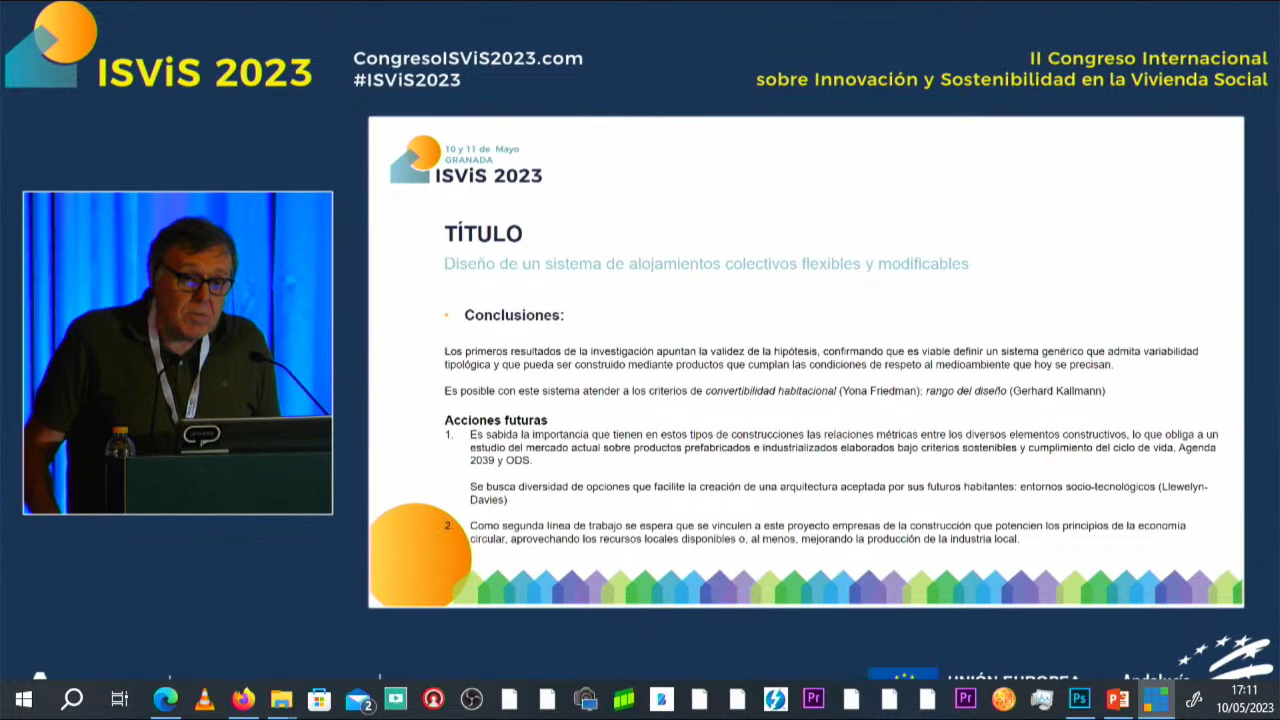 ISViS 2023
CongresoISViS2023.com
#ISViS2023
II Congreso Internacional
sobre Innovación y Sostenibilidad en la Vivienda Social
10 y 11 de Mayo
GRANADA
ISViS 2023
TÍTULO
Diseño de un sistema de alojamientos colectivos flexibles y modificables
• Conclusiones:
Los primeros resultados de la investigación apuntan la validez de la hipótesis, confirmando que es viable definir un sistema genérico que admita variabilidad
tipológica y que pueda ser construido mediante productos que cumplan las condiciones de respeto al medioambiente que hoy se precisan.
Es posible con este sistema atender a los criterios de convertibilidad habitacional (Yona Friedman); rango del diseño (Gerhard Kallmann)
Acciones futuras
1. Es sabida la importancia que tienen en estos tipos de construcciones las relaciones métricas entre los diversos elementos constructivos, lo que obliga a un
estudio del mercado actual sobre productos prefabricados e industrializados elaborados bajo criterios sostenibles y cumplimiento del ciclo de vida, Agenda
2039 y ODS.
Se busca diversidad de opciones que facilite la creación de una arquitectura aceptada por sus futuros habitantes: entornos socio-tecnológicos (Llewelyn-
Davies)
2. Como segunda línea de trabajo se espera que se vinculen a este proyecto empresas de la construcción que potencien los principios de la economía
circular, aprovechando los recursos locales disponibles o, al menos, mejorando la producción de la industria local.
UNIÓN EUROPEA
Andalucía
2
Pr
Pr
Ps
17:11
10/05/2023